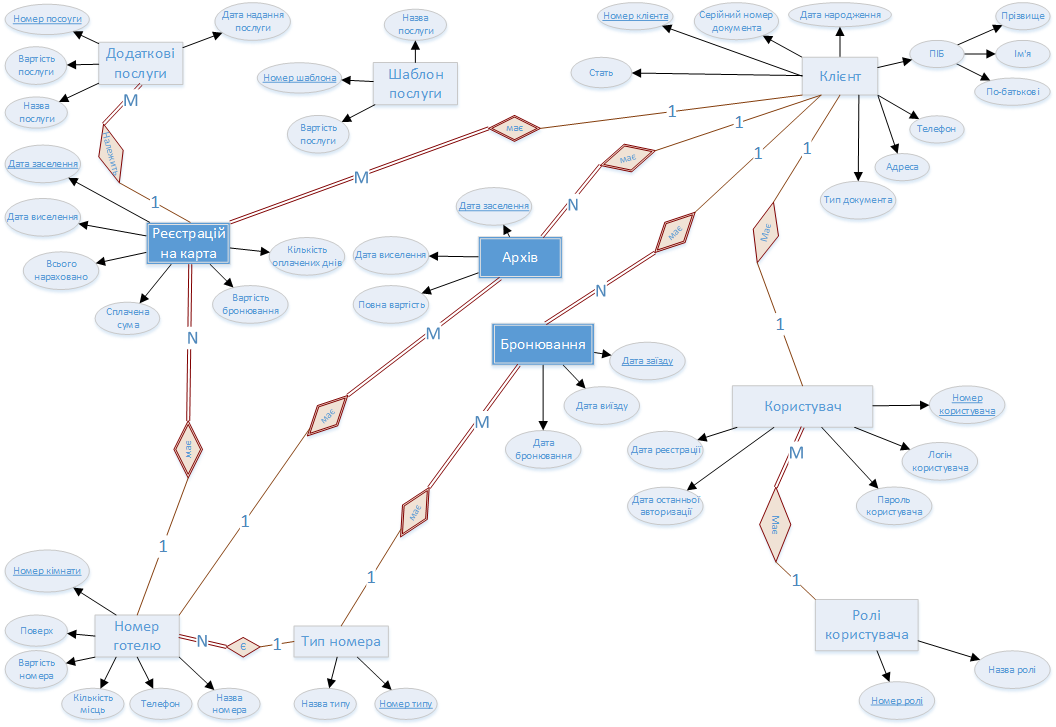 Номер посоуги
Дата надання
послуги
Вартість
послуги
Додаткові
послуги
Назва
послуги
M
Належить
1
Назва
послуги
Номер шаблона
Шаблон
послуги
Вартість
послуги
Номер клієнта
Серійний номер
документа
Дата народження
Прізвище
ПІБ
Ім'я
По-батькові
Стать
Клієнт
Телефон
Адреса
Тип документа
1
має
M
1
має
N
1
має
N
1
Має
1
Дата заселення
Дата виселення
Всього
нараховано
Реєстрацій
на карта
Кількість
оплачених днів
Сплачена
сума
Вартість
бронювання
Дата заселення
Дата виселення
Архів
Повна вартість
M
має
1
Бронювання
Дата заїзду
Дата виїзду
Дата
бронювання
M
має
1
N
має
1
Користувач
Номер
користувача
Дата реєстрації
Логін
користувача
Дата останньої
авторизації
Пароль
користувача
M
Має
1
Номер кімнати
Поверх
Вартість
номера
Номер
готелю
N
Є
1
Тип номера
Кількість
місць
Телефон
Назва
номера
Назва типу
Номер типу
Ролі
користувача
Назва ролі
Номер ролі